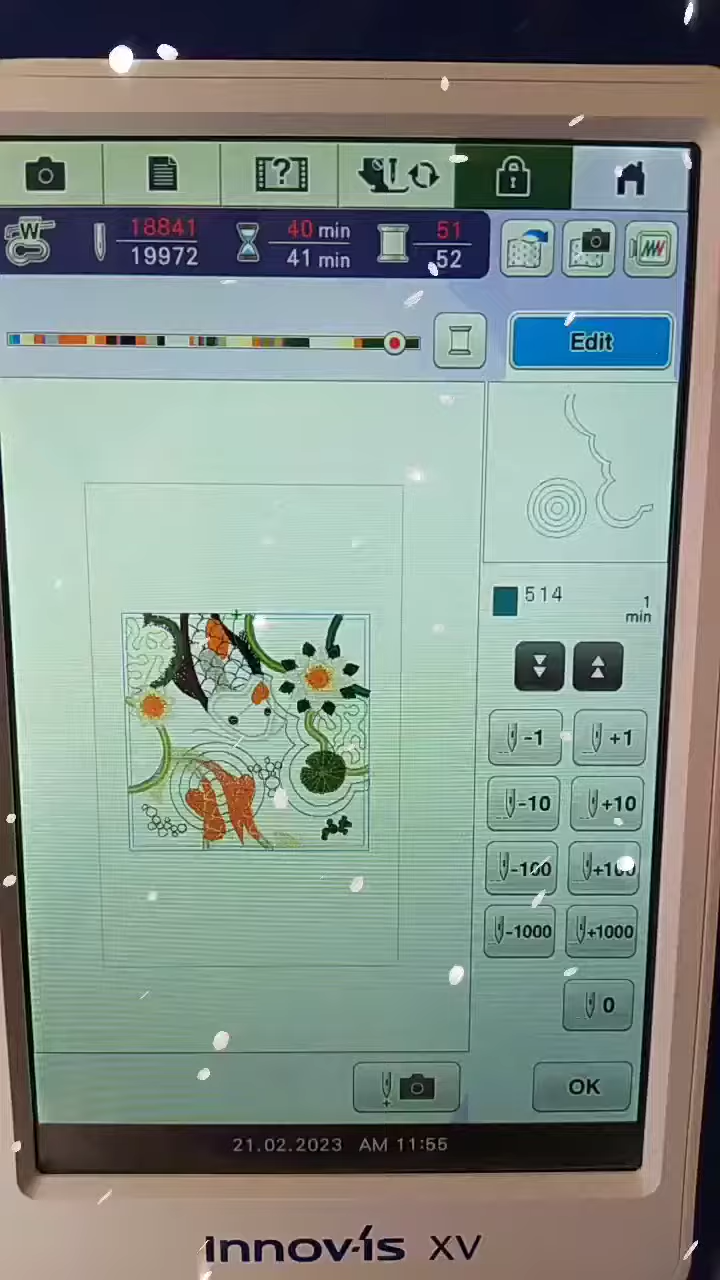 W
18841
19972
40 min
41 min
51
52
Edit
514
1
min
-1
+1
-10
+10
-100
+100
-1000
+1000
0
OK
21.02.2023 AM 11:55
innov-ís XV